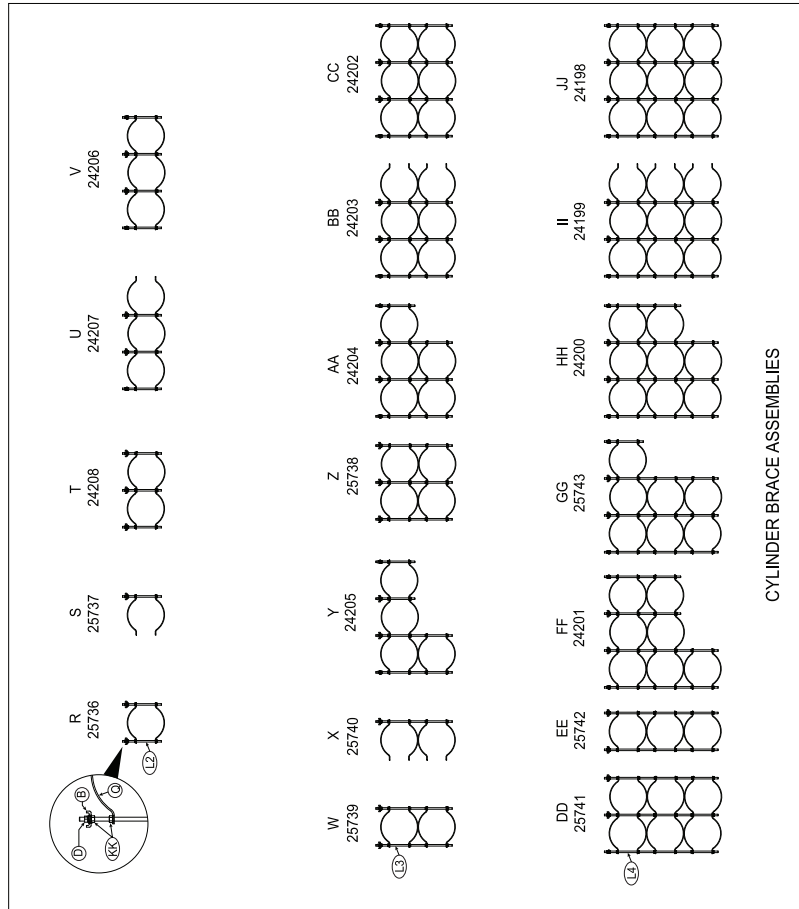 R
25736
S
25737
T
24208
U
24207
V
24206
D
B
Q
KK
L2
W
25739
X
25740
Y
24205
Z
25738
AA
24204
BB
24203
CC
24202
L3
DD
25741
EE
25742
FF
24201
GG
25743
HH
24200
II
24199
JJ
24198
L4
CYLINDER BRACE ASSEMBLIES